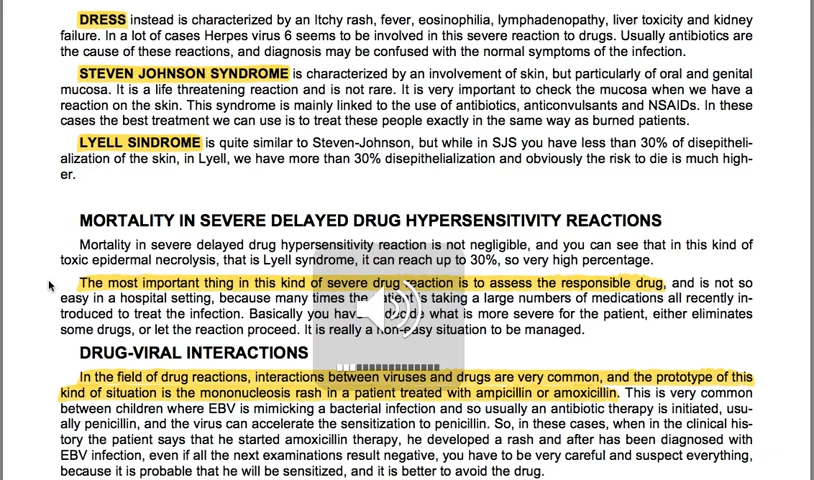 DRESS instead is characterized by an Itchy rash, fever, eosinophilia, lymphadenopathy, liver toxicity and kidney
failure. In a lot of cases Herpes virus 6 seems to be involved in this severe reaction to drugs. Usually antibiotics are
the cause of these reactions, and diagnosis may be confused with the normal symptoms of the infection.
STEVEN JOHNSON SYNDROME is characterized by an involvement of skin, but particularly of oral and genital
mucosa. It is a life threatening reaction and is not rare. It is very important to check the mucosa when we have a
reaction on the skin. This syndrome is mainly linked to the use of antibiotics, anticonvulsants and NSAIDs. In these
cases the best treatment we can use is to treat these people exactly in the same way as burned patients.
LYELL SINDROME is quite similar to Steven-Johnson, but while in SJS you have less than 30% of disepitheli-
alization of the skin, in Lyell, we have more than 30% disepithelialization and obviously the risk to die is much high-
er.
MORTALITY IN SEVERE DELAYED DRUG HYPERSENSITIVITY REACTIONS
Mortality in severe delayed drug hypersensitivity reaction is not negligible, and you can see that in this kind of
toxic epidermal necrolysis, that is Lyell syndrome, it can reach up to 30%, so very high percentage.
The most important thing in this kind of severe drug reaction is to assess the responsible drug, and is not so
easy in a hospital setting, because many times the patient is taking a large numbers of medications all recently in-
troduced to treat the infection. Basically you have what is more severe for the patient, either eliminates
some drugs, or let the reaction proceed. It is really a non-easy situation to be managed.
DRUG-VIRAL INTERACTIONS
In the field of drug reactions, interactions between viruses and drugs are very common, and the prototype of this
kind of situation is the mononucleosis rash in a patient treated with ampicillin or amoxicillin. This is very common
between children where EBV is mimicking a bacterial infection and so usually an antibiotic therapy is initiated, usu-
ally penicillin, and the virus can accelerate the sensitization to penicillin. So, in these cases, when in the clinical his-
tory the patient says that he started amoxicillin therapy, he developed a rash and after has been diagnosed with
EBV infection, even if all the next examinations result negative, you have to be very careful and suspect everything,
because it is probable that he will be sensitized, and it is better to avoid the drug.